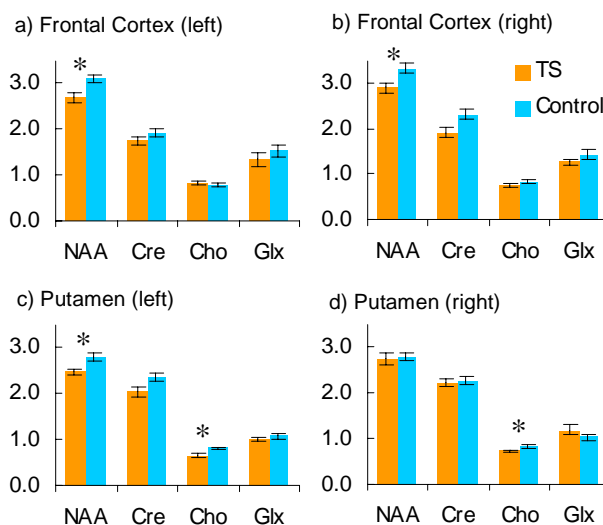 a) Frontal Cortex (left)
*
3.0
2.0
1.0
0.0
NAA Cre Cho Glx
b) Frontal Cortex (right)
*
TS
Control
3.0
2.0
1.0
0.0
NAA Cre Cho Glx
c) Putamen (left)
*
*
3.0
2.0
1.0
0.0
NAA Cre Cho Glx
d) Putamen (right)
*
3.0
2.0
1.0
0.0
NAA Cre Cho Glx